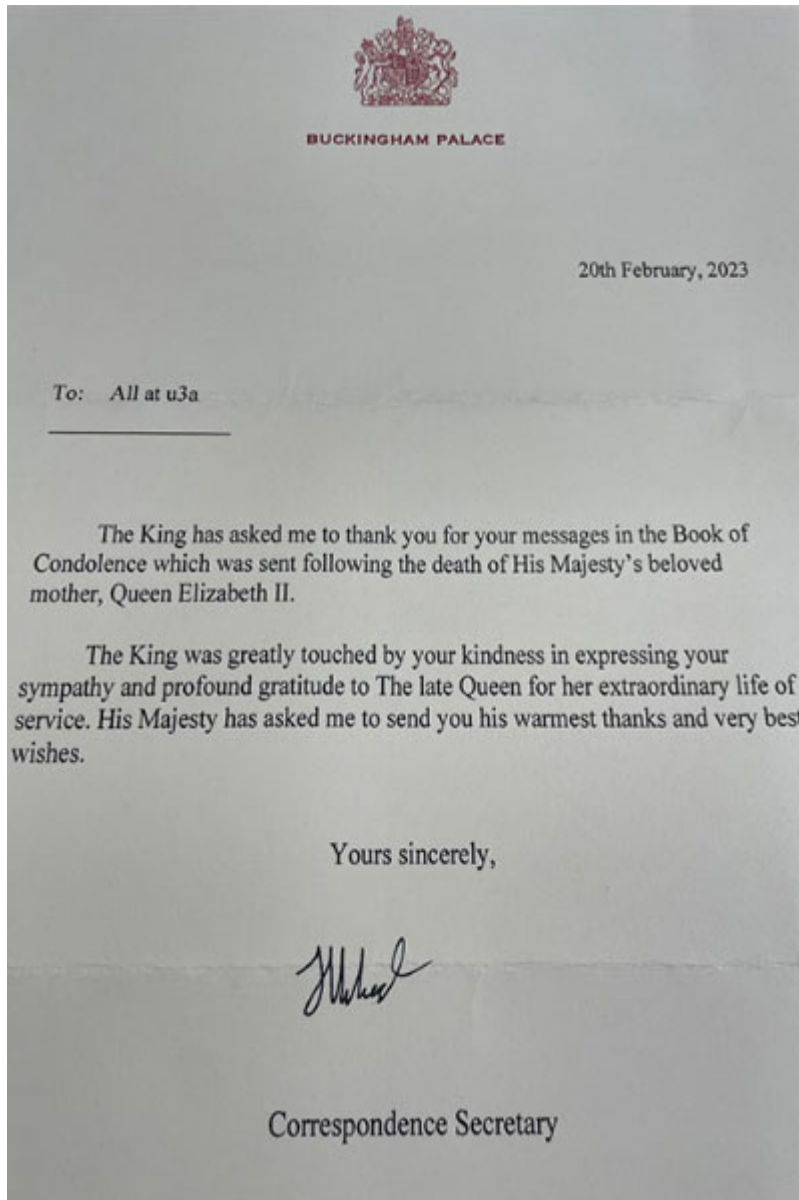 BUCKINGHAM PALACE
20th February, 2023
To: All at u3a
The King has asked me to thank you for your messages in the Book of
Condolence which was sent following the death of His Majesty's beloved
mother, Queen Elizabeth II.
The King was greatly touched by your kindness in expressing your
sympathy and profound gratitude to The late Queen for her extraordinary life of
service. His Majesty has asked me to send you his warmest thanks and very best
wishes.
Yours sincerely,
Correspondence Secretary